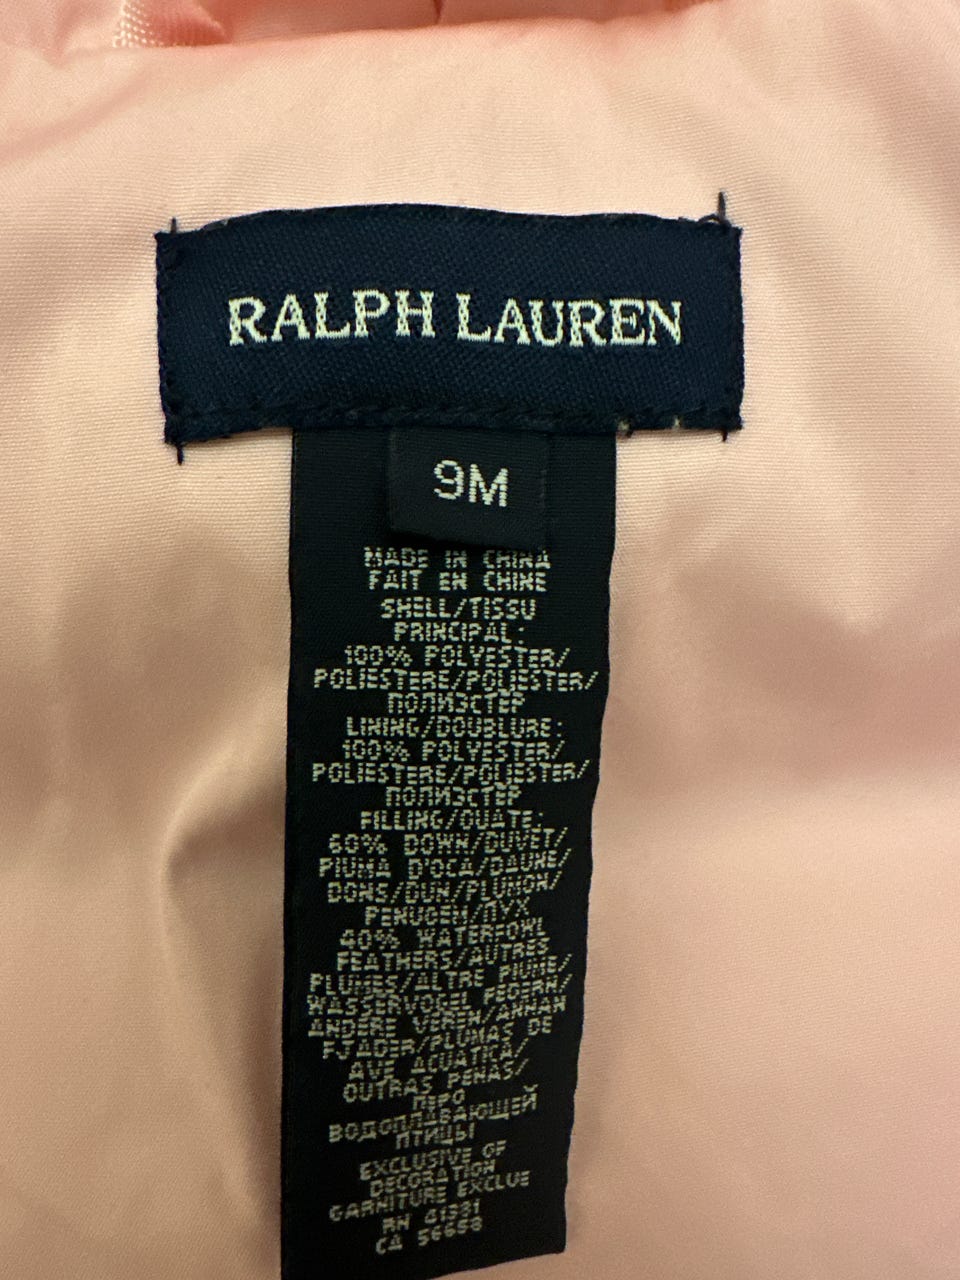 RALPH LAUREN
9M
MADE IN CHINA
FAIT EN CHINE
SHELL/TISSU
PRINCIPAL:
100% POLYESTER/
POLIESTERE/POLIESTER/
ПОЛИЭСТЕР
LINING/DOUBLURE:
100% POLYESTER/
POLIESTERE/POLIESTER/
ПОЛИЭСТЕР
FILLING/OUATE:
60% DOWN/DUVET/
PIUMA D'OCA/DAUNE/
DONS/DUN/PLUMON/
PENUGEM/ПУХ
40% WATERFOWL
FEATHERS/AUTRES
PLUMES/ALTRE PIUME/
WASSERVOGEL FEDERN/
ANDERE VEREN/ANNAN
FJADER/PLUMAS DE
AVE ACUATICA/
OUTRAS PENAS/
ПЕРО
ВОДОПЛАВАЮЩЕЙ
ПТИЦЫ
EXCLUSIVE OF
DECORATION
GARNITURE EXCLUE
RN 41381
CA 56658